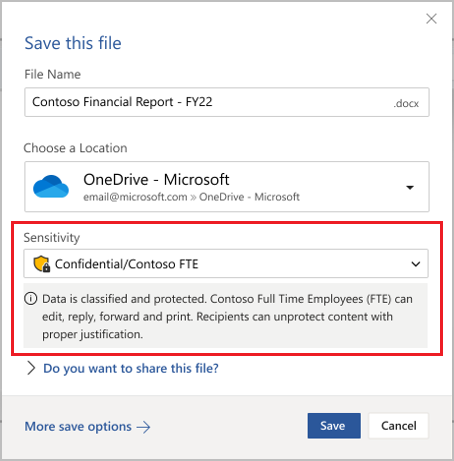 Save this file
File Name
Contoso Financial Report - FY22 .docx
Choose a Location
OneDrive - Microsoft
email@microsoft.com » OneDrive - Microsoft
Sensitivity
Confidential/Contoso FTE
Data is classified and protected. Contoso Full Time Employees (FTE) can
edit, reply, forward and print. Recipients can unprotect content with
proper justification.
Do you want to share this file?
More save options Save Cancel